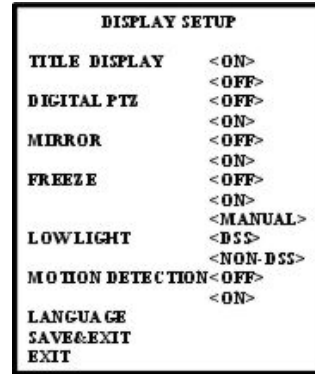 DISPLAY SETUP
TITLE DISPLAY <ON>
<OFF>
DIGITAL PTZ <OFF>
<ON>
MIRROR <OFF>
<ON>
FREEZE <OFF>
<ON>
<MANUAL>
LOWLIGHT <DSS>
<NON-DSS>
MOTION DETECTION<OFF>
<ON>
LANGUAGE
SAVE&EXIT
EXIT